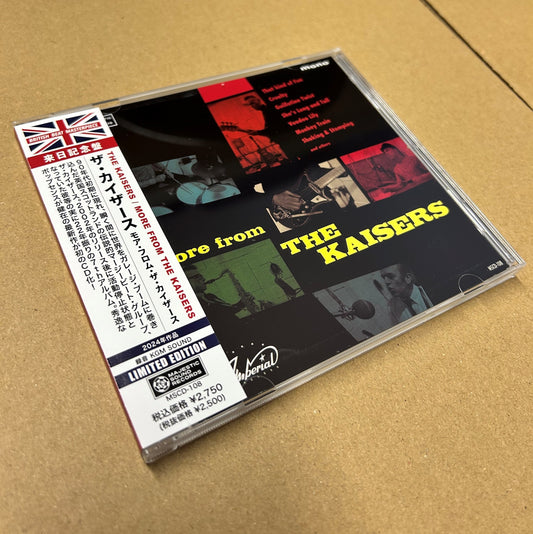 BRITISH BEAT MASTERPIECE
来日記念盤
THE KAISERS / MORE FROM THE KAISERS
ザ・カイザース モア・フロム・ザ・カイザース
2024年作品
録音 KGM SOUND
LIMITED EDITION
MAJESTIC
SOUND
RECORDS
MSCD-108
税込価格 ¥2,750
(税抜価格 ¥2,500)
mono
That kind of Fun
Cruelty
Guillotine Twist
She's Long and Tall
Voodoo Lily
Monkey Train
Shaking & Stomping
and others
ore from
THE
KAISERS
MSCD-108
Imperial